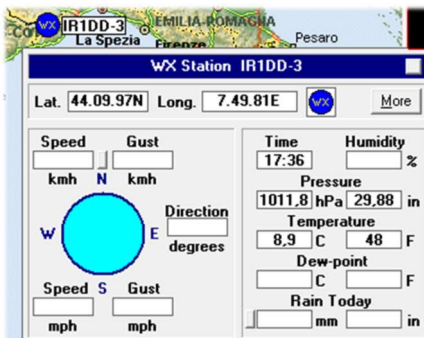 EMILIA-ROMAGNA
WX IR1DD-3
La Spezia
Firenze
Pesaro
WX Station IR1DD-3
Lat. 44.09.97N Long. 7.49.81E WX More
Speed Gust
kmh N kmh
W E
Direction
degrees
Speed S Gust
mph mph
Time Humidity
17:36 %
Pressure
1011,8 hPa 29,88 in
Temperature
8,9 C 48 F
Dew-point
C F
Rain Today
mm in